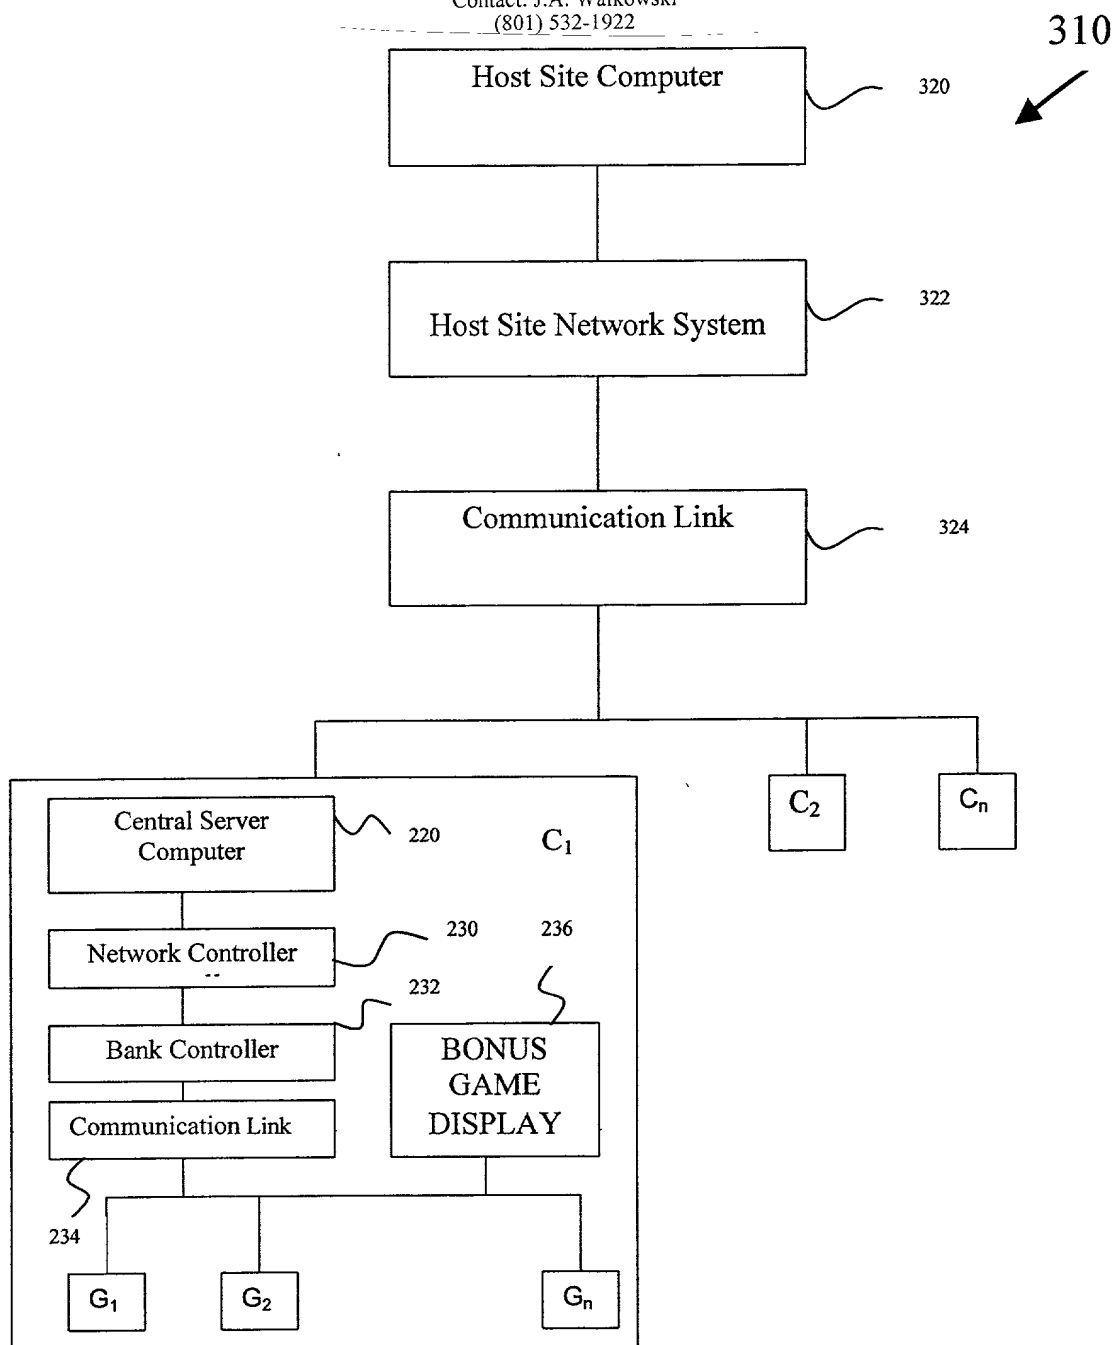 Contact: J.A. Walkowski
(801) 532-1922
310
Host Site Computer
320
Host Site Network System
322
Communication Link
324
Central Server
Computer
220
C1
C2
Cn
Network Controller
230
236
232
Bank Controller
BONUS
GAME
DISPLAY
Communication Link
234
G1
G2
Gn